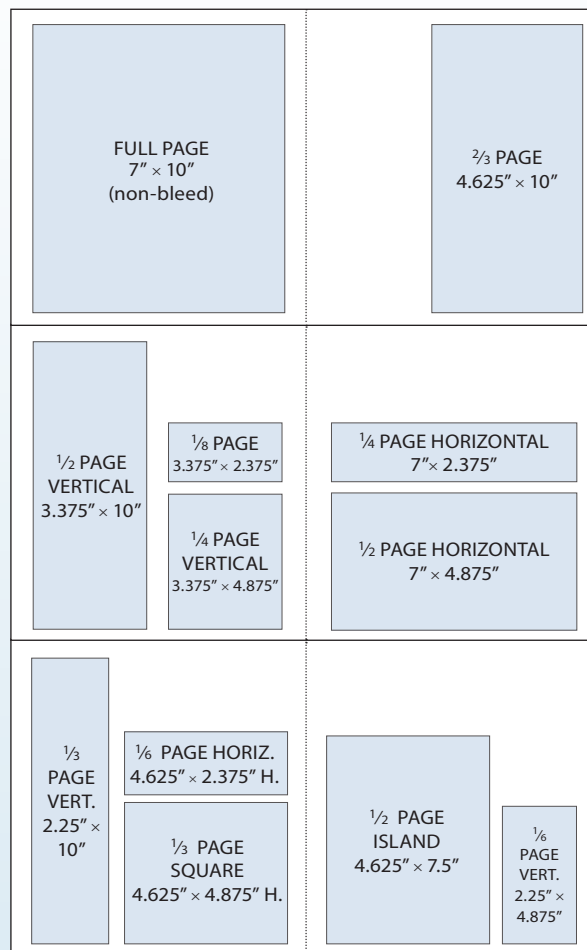 FULL PAGE
7” × 10”
(non-bleed)
2⁄3 PAGE
4.625” × 10”
1⁄2 PAGE
VERTICAL
3.375” × 10”
1⁄8 PAGE
3.375” × 2.375”
1⁄4 PAGE
VERTICAL
3.375” × 4.875”
1⁄4 PAGE HORIZONTAL
7”× 2.375”
1⁄2 PAGE HORIZONTAL
7” × 4.875”
1⁄3
PAGE
VERT.
2.25” ×
10”
1⁄6 PAGE HORIZ.
4.625” × 2.375” H.
1⁄3 PAGE
SQUARE
4.625” × 4.875” H.
1⁄2 PAGE
ISLAND
4.625” × 7.5”
1⁄6
PAGE
VERT.
2.25” ×
4.875”